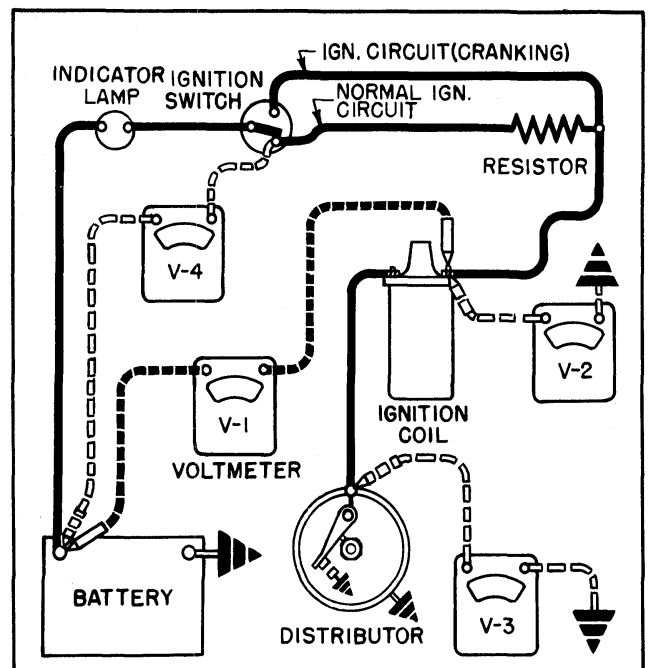 IGN. CIRCUIT(CRANKING)
INDICATOR
LAMP
IGNITION
SWITCH
NORMAL IGN.
CIRCUIT
RESISTOR
V-4
V-2
V-1
IGNITION
COIL
VOLTMETER
BATTERY
V-3
DISTRIBUTOR